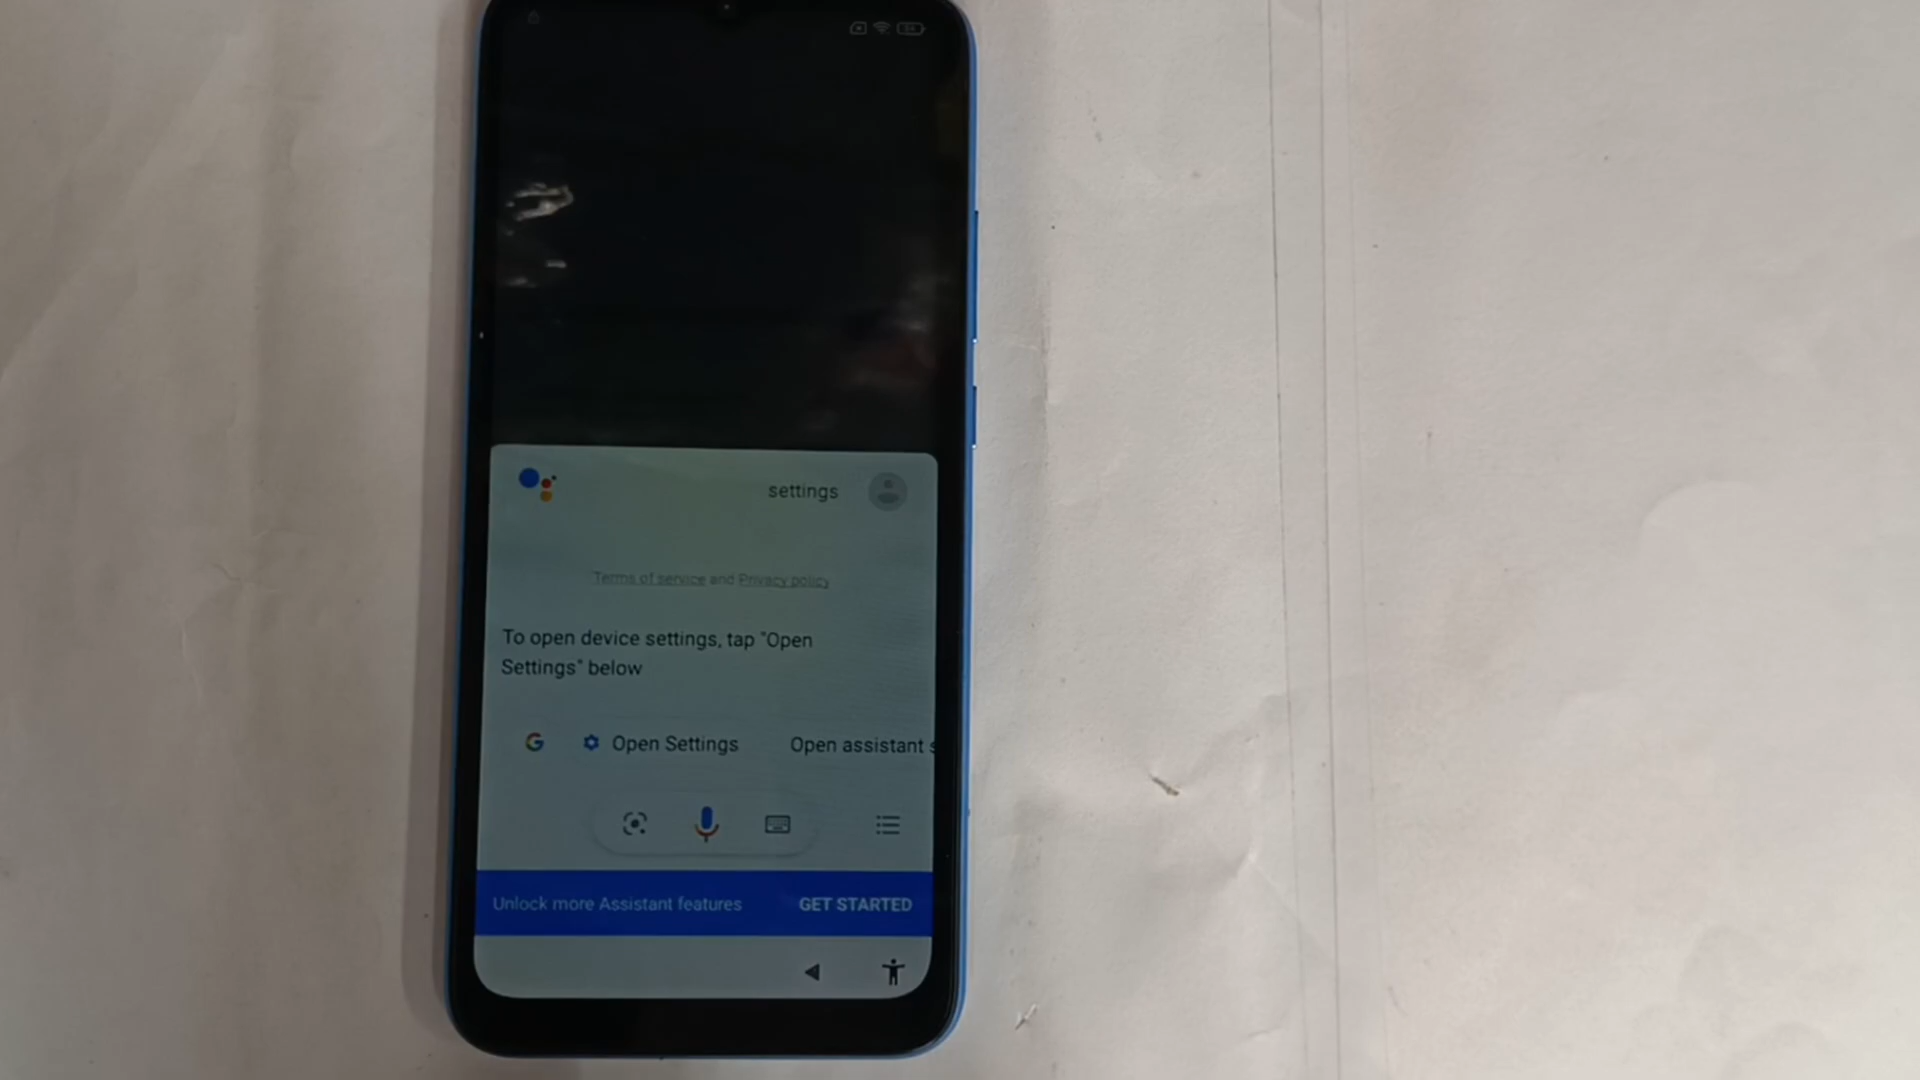 settings
Terms of service and Privacy policy
To open device settings, tap "Open
Settings" below
G Open Settings Open assistant s
Unlock more Assistant features GET STARTED